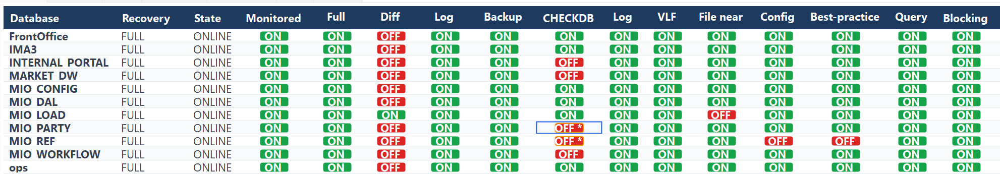 Database Recovery State Monitored Full Diff Log Backup CHECKDB Log VLF File near Config Best-practice Query Blocking
FrontOffice FULL ONLINE ON ON OFF ON ON ON ON ON ON ON ON ON ON
IMA3 FULL ONLINE ON ON OFF ON ON ON ON ON ON ON ON ON ON
INTERNAL PORTAL FULL ONLINE ON ON OFF ON ON OFF ON ON ON ON ON ON ON
MARKET DW FULL ONLINE ON ON OFF ON ON OFF ON ON ON ON ON ON ON
MIO CONFIG FULL ONLINE ON ON OFF ON ON ON ON ON ON ON ON ON ON
MIO DAL FULL ONLINE ON ON OFF ON ON ON ON ON ON ON ON ON ON
MIO LOAD FULL ONLINE ON ON ON ON ON ON ON ON OFF ON ON ON ON
MIO PARTY FULL ONLINE ON ON OFF ON ON OFF * ON ON ON ON ON ON ON
MIO REF FULL ONLINE ON ON OFF ON ON OFF * ON ON ON OFF OFF ON ON
MIO WORKFLOW FULL ONLINE ON ON OFF ON ON OFF ON ON ON ON ON ON ON
ops FULL ONLINE ON ON OFF ON ON ON ON ON ON ON ON ON ON